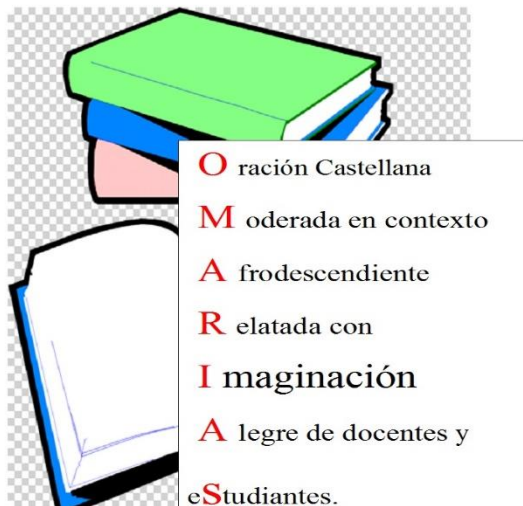 O ración Castellana
M oderada en contexto
A frodescendiente
R elatada con
I maginación
A legre de docentes y
eStudiantes.